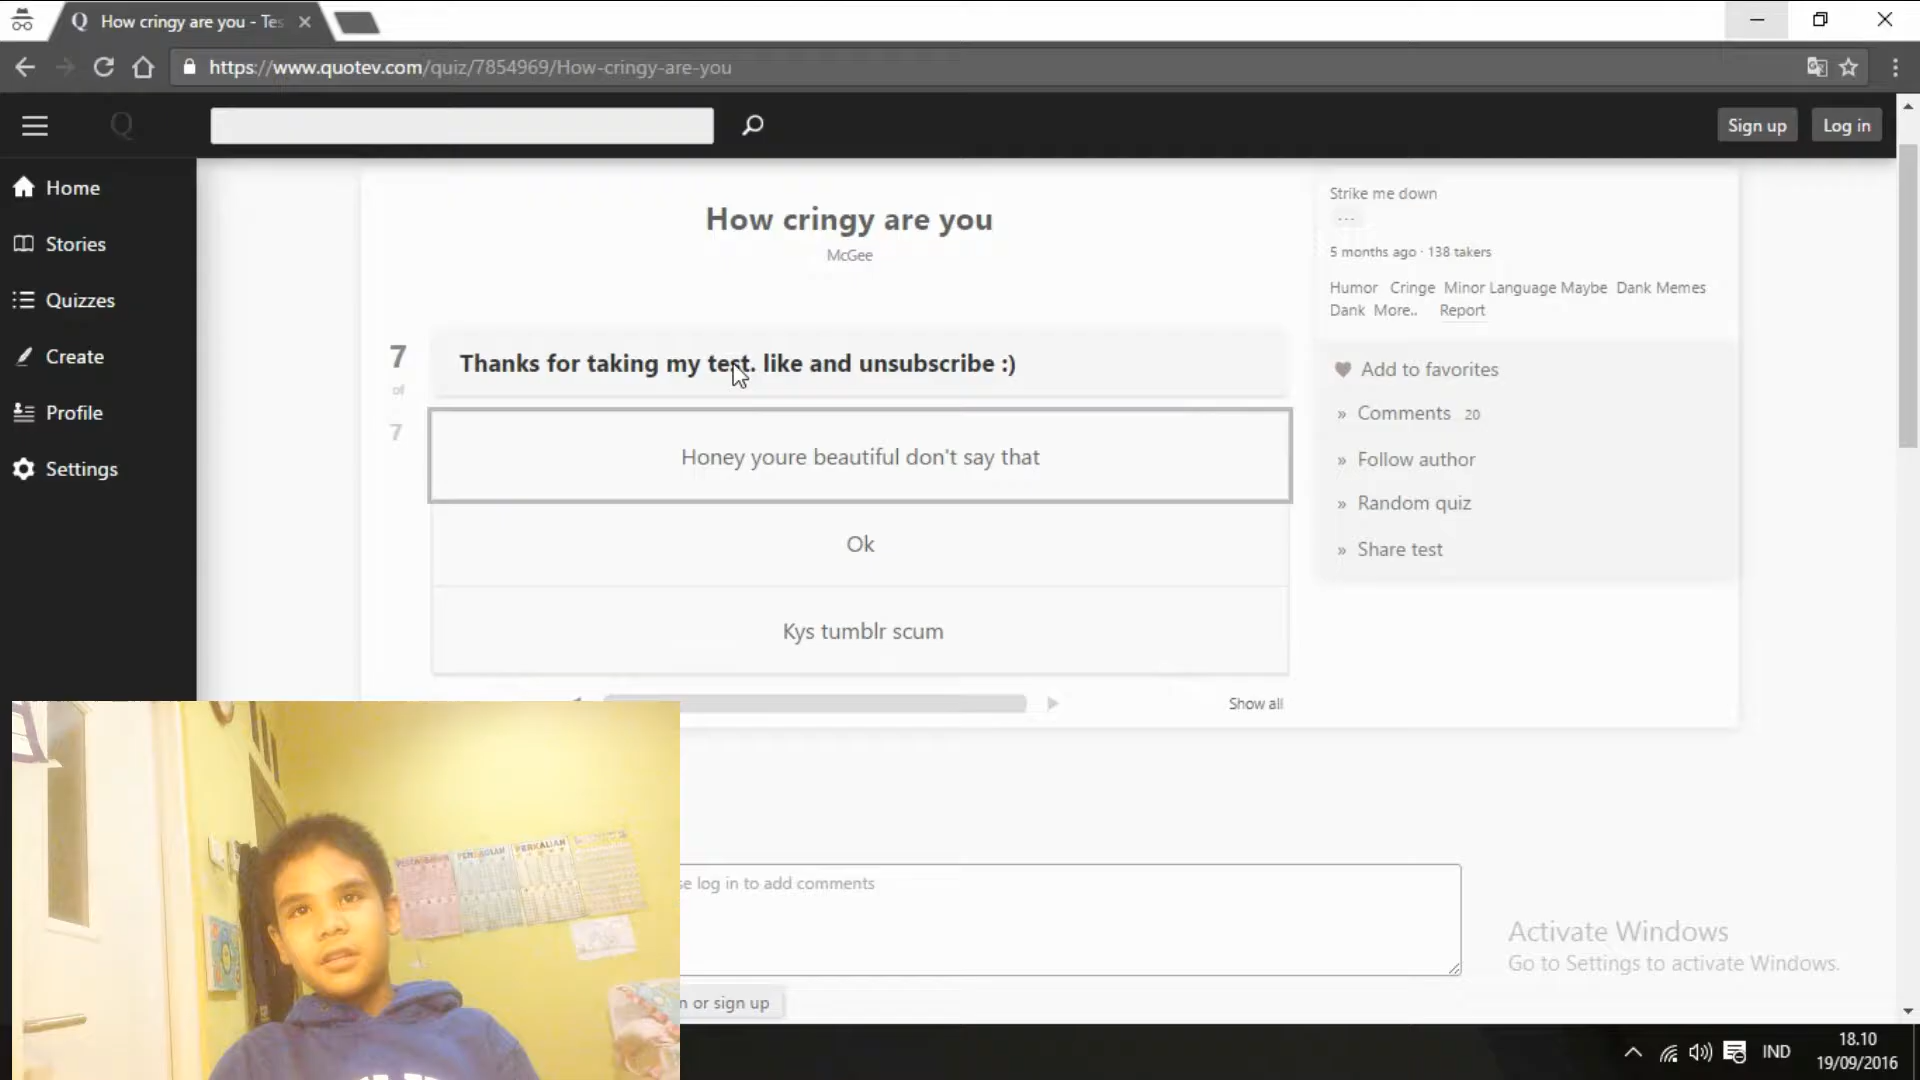 How cringy are you - Tes
https://www.quotev.com/quiz/7854969/How-cringy-are-you
Q
Sign up
Log in
Home
Stories
Quizzes
Create
Profile
Settings
How cringy are you
McGee
7
of
7
Thanks for taking my test. like and unsubscribe :)
Honey youre beautiful don't say that
Ok
Kys tumblr scum
Show all
Strike me down
...
5 months ago · 138 takers
Humor Cringe Minor Language Maybe Dank Memes
Dank More.. Report
Add to favorites
» Comments 20
» Follow author
» Random quiz
» Share test
log in to add comments
or sign up
PERKALIAN
Activate Windows
Go to Settings to activate Windows.
IND
18.10
19/09/2016